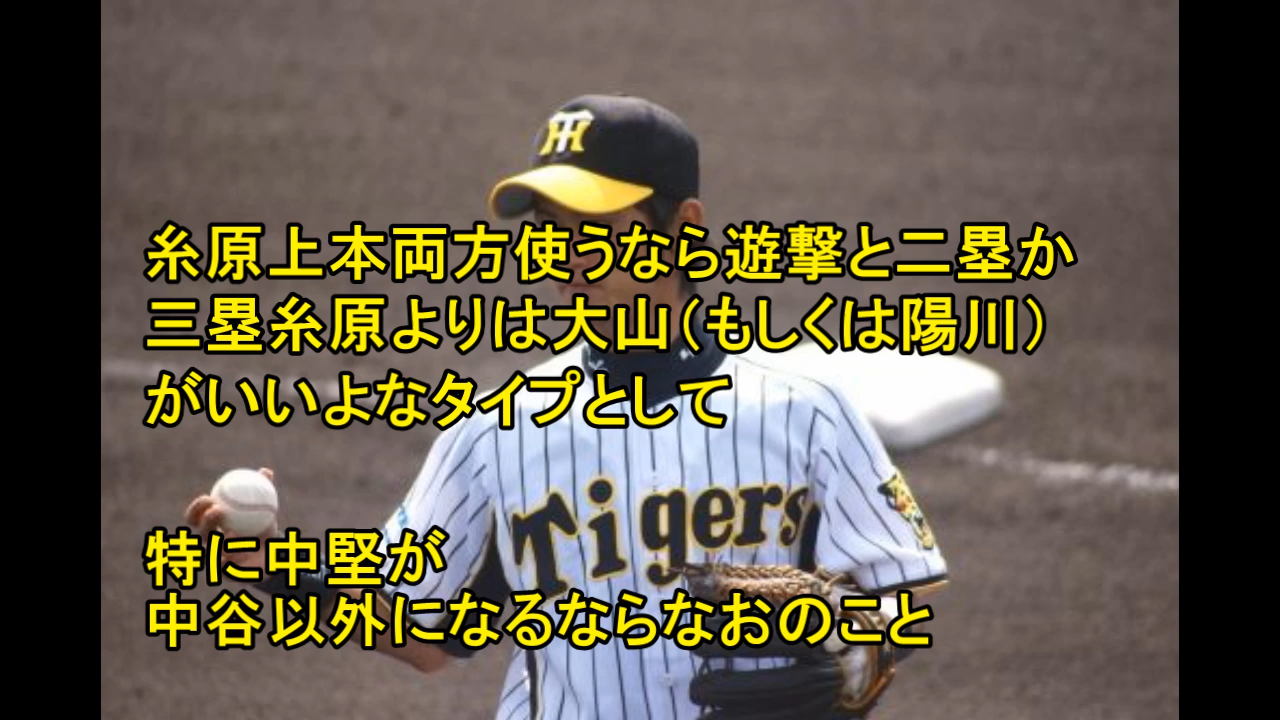 TH
糸原上本両方使うなら遊撃と二塁か
三塁糸原よりは大山（もしくは陽川）
がいいよなタイプとして
Tigers
特に中堅が
中谷以外になるならなおのこと